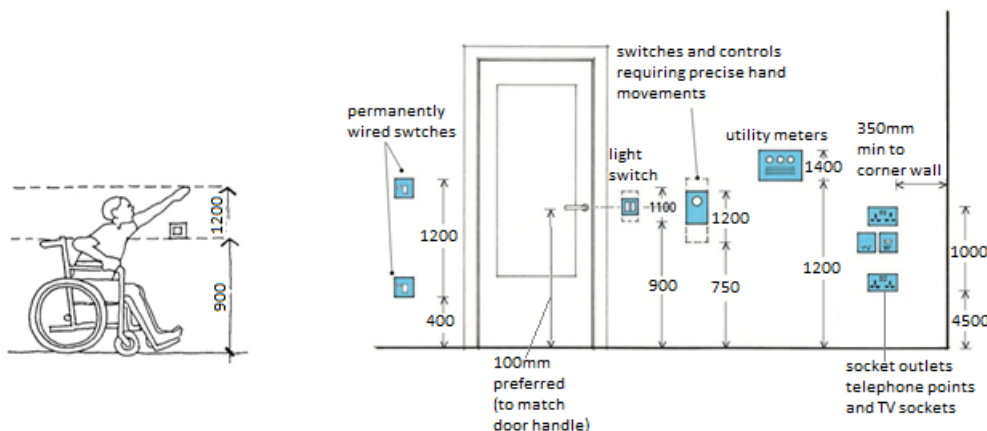 switches and controls
requiring precise hand
movements
permanently
wired swtches
utility meters
350mm
min to
corner wall
light
switch
1400
1200
900
1200
400
1100
900
1200
750
1200
1000
4500
100mm
preferred
(to match
door handle)
socket outlets
telephone points
and TV sockets